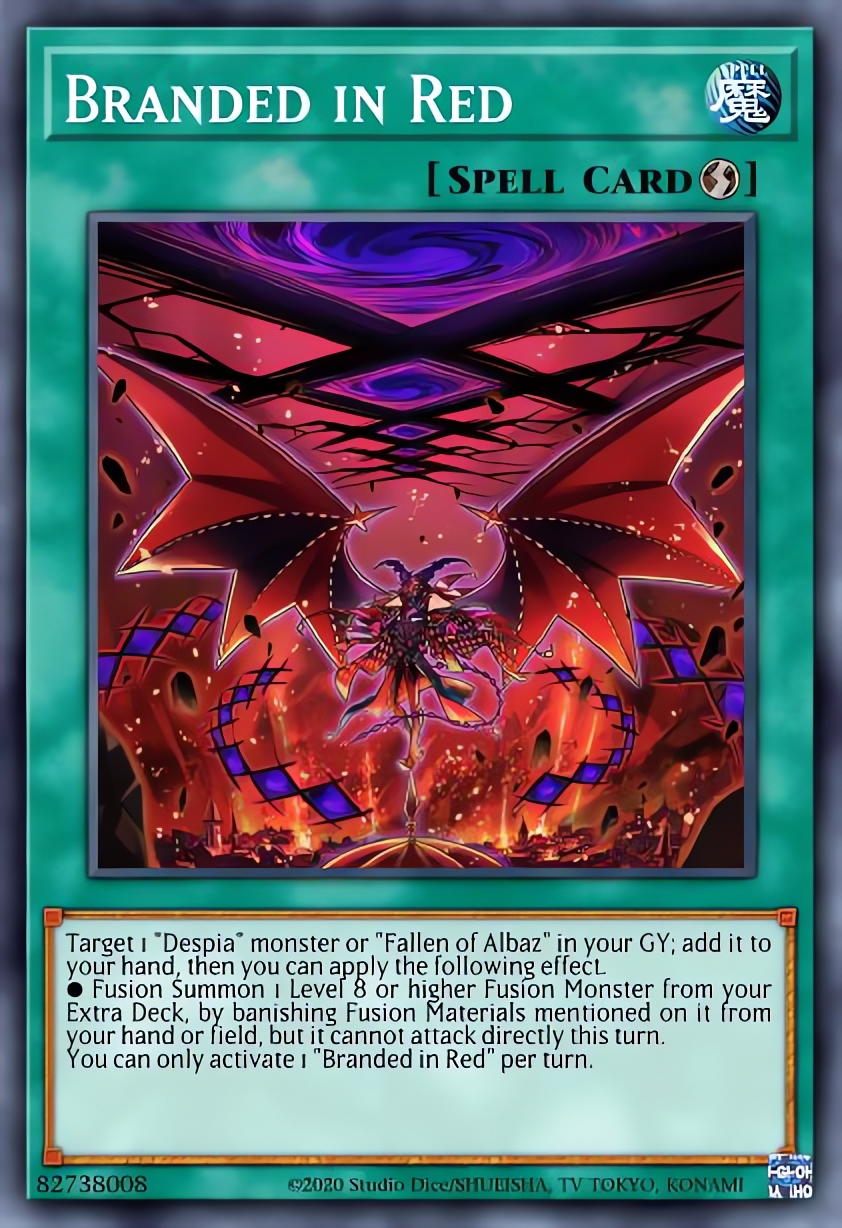 BRANDED IN RED
魔
[SPELL CARD]
Target 1 "Despia" monster or "Fallen of Albaz" in your GY; add it to
your hand, then you can apply the following effect.
● Fusion Summon 1 Level 8 or higher Fusion Monster from your
Extra Deck, by banishing Fusion Materials mentioned on it from
your hand or field, but it cannot attack directly this turn.
You can only activate 1 "Branded in Red" per turn.
82738008
©2020 Studio Dice/SHUEISHA, TV TOKYO, KONAMI